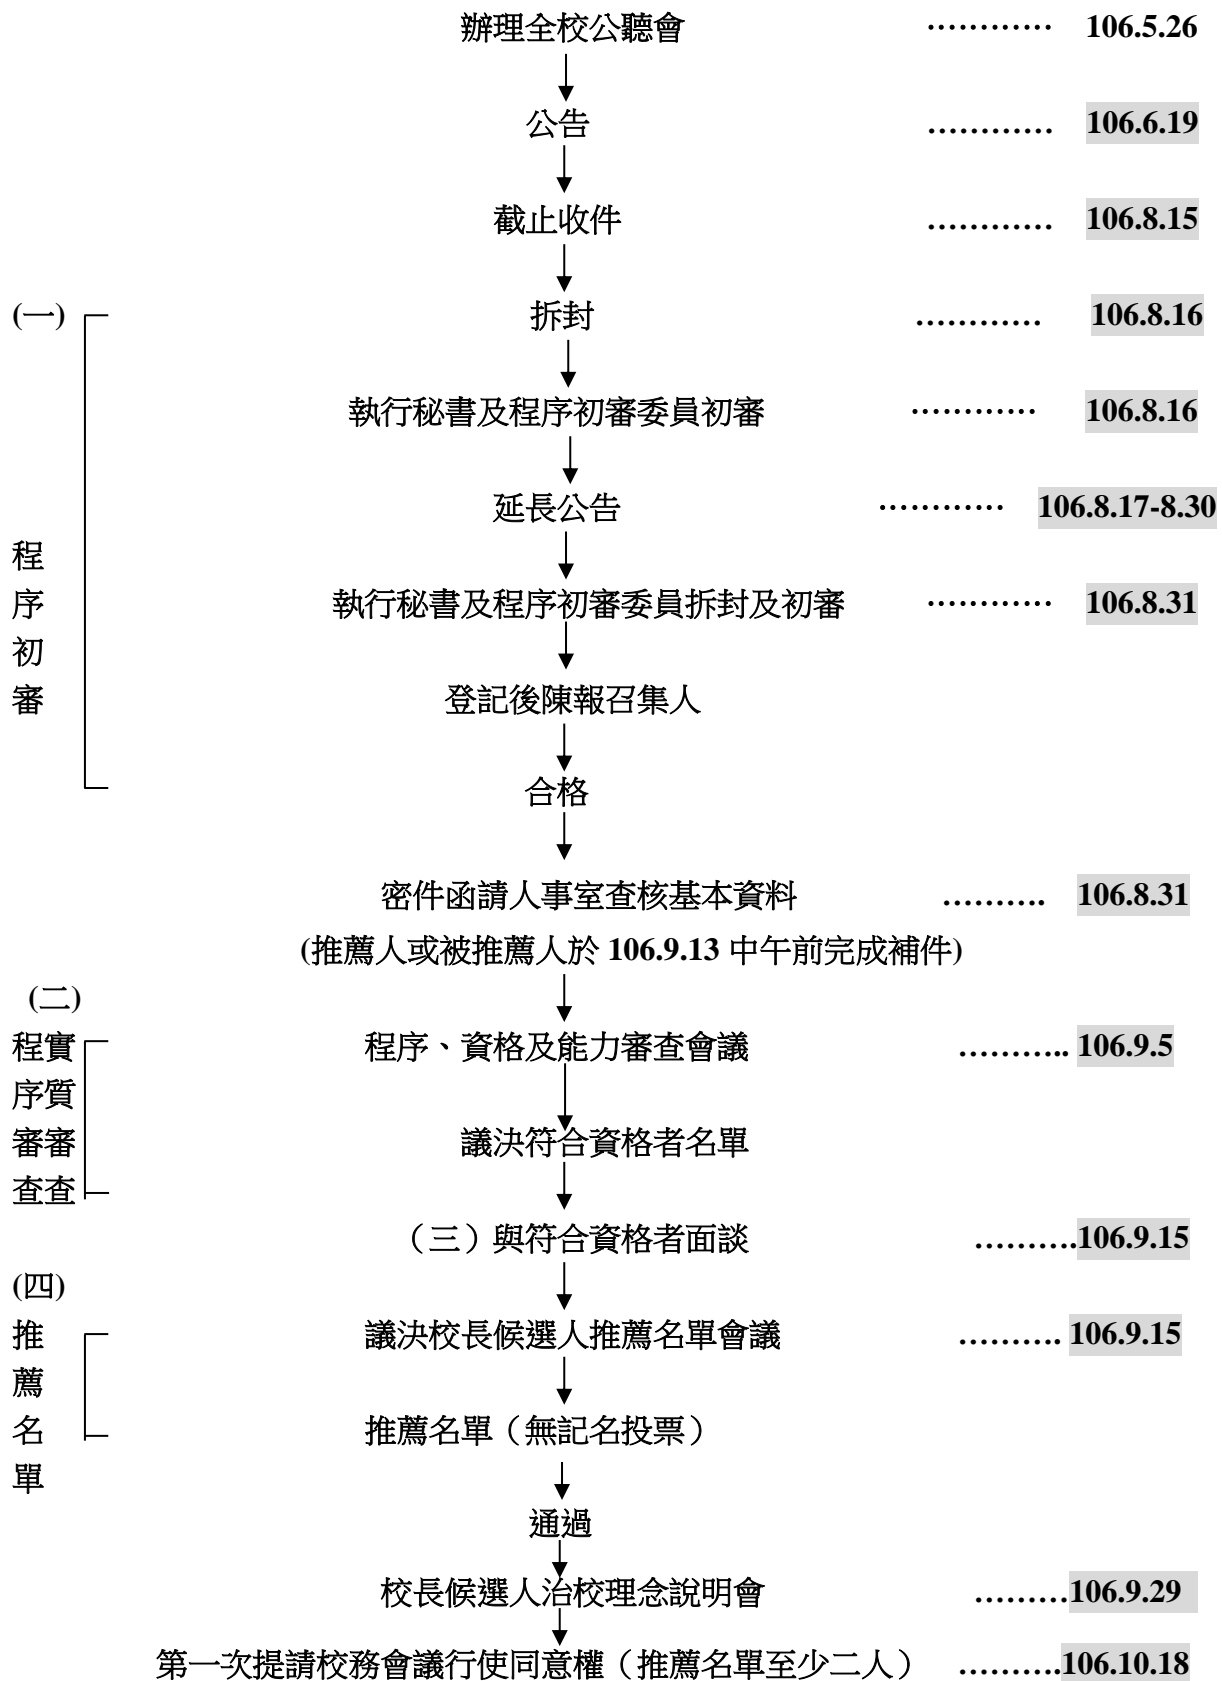 辦理全校公聽會 ………… 106.5.26
公告 ………… 106.6.19
截止收件 ………… 106.8.15
(一) 拆封 ………… 106.8.16
執行秘書及程序初審委員初審 ………… 106.8.16
延長公告 ………… 106.8.17-8.30
程序初審
執行秘書及程序初審委員拆封及初審 ………… 106.8.31
登記後陳報召集人
合格
密件函請人事室查核基本資料 ………. 106.8.31
(推薦人或被推薦人於 106.9.13 中午前完成補件)
(二)
程序審查
實質審查
程序、資格及能力審查會議 ……….. 106.9.5
議決符合資格者名單
（三）與符合資格者面談 ……….106.9.15
(四)
推薦名單
議決校長候選人推薦名單會議 ………. 106.9.15
推薦名單（無記名投票）
通過
校長候選人治校理念說明會 ………106.9.29
第一次提請校務會議行使同意權（推薦名單至少二人） ……….106.10.18